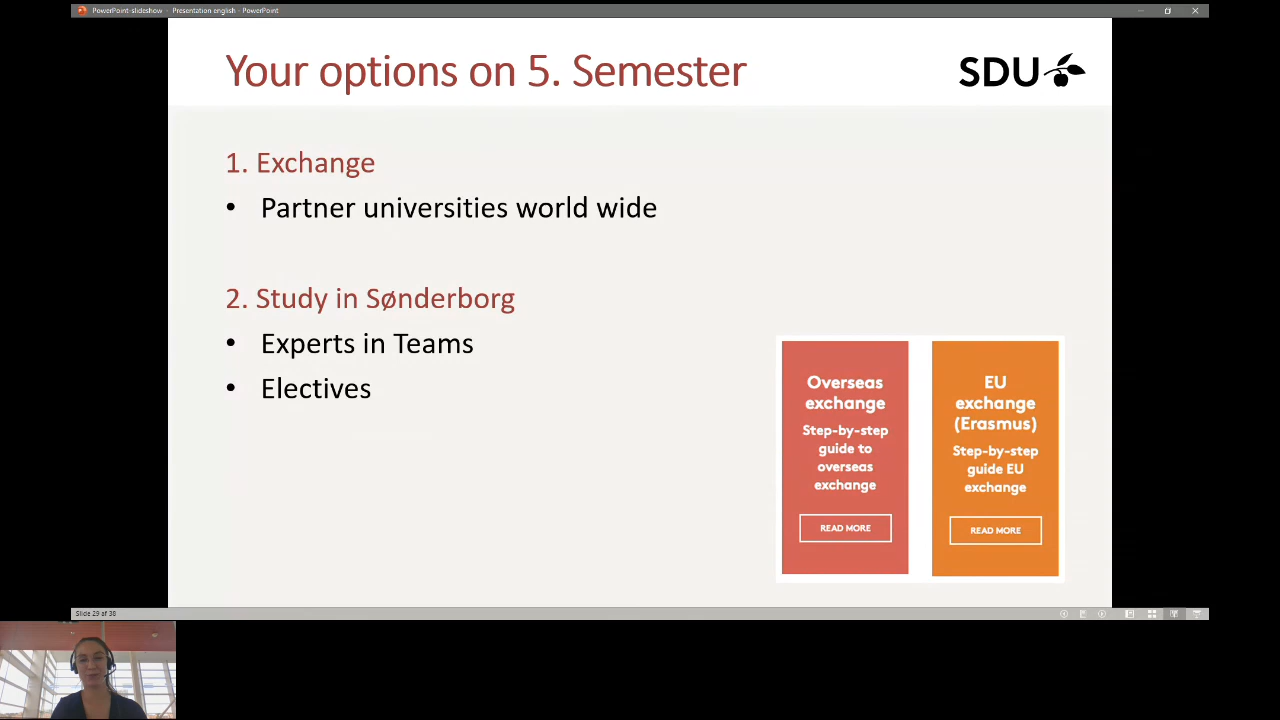 PowerPoint-slideshow - Presentation english - PowerPoint
Your options on 5. Semester
SDU
1. Exchange
• Partner universities world wide
2. Study in Sønderborg
• Experts in Teams
• Electives
Overseas
exchange
Step-by-step
guide to
overseas
exchange
READ MORE
EU
exchange
(Erasmus)
Step-by-step
guide EU
exchange
READ MORE
Slide 29 of 38